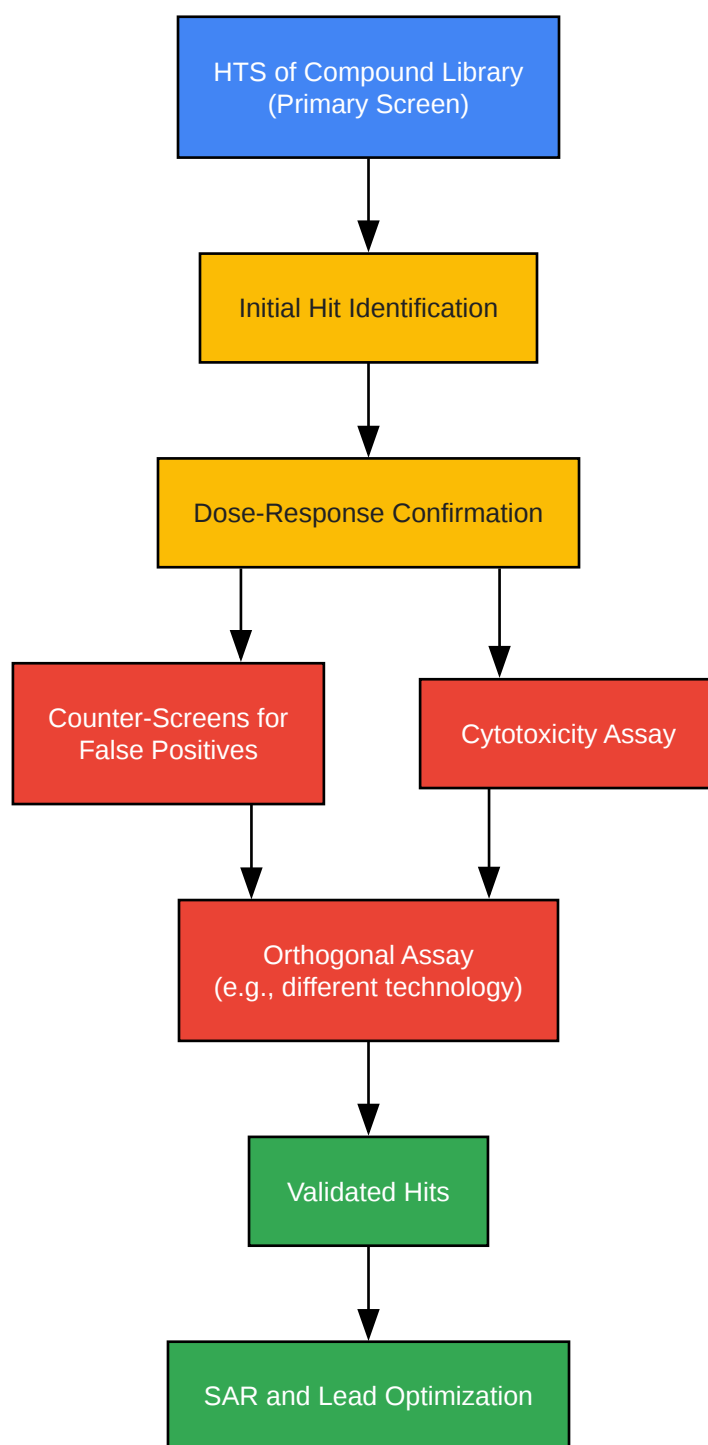 HTS of Compound Library
(Primary Screen)
Initial Hit Identification
Dose-Response Confirmation
Counter-Screens for
False Positives
Cytotoxicity Assay
Orthogonal Assay
(e.g., different technology)
Validated Hits
SAR and Lead Optimization